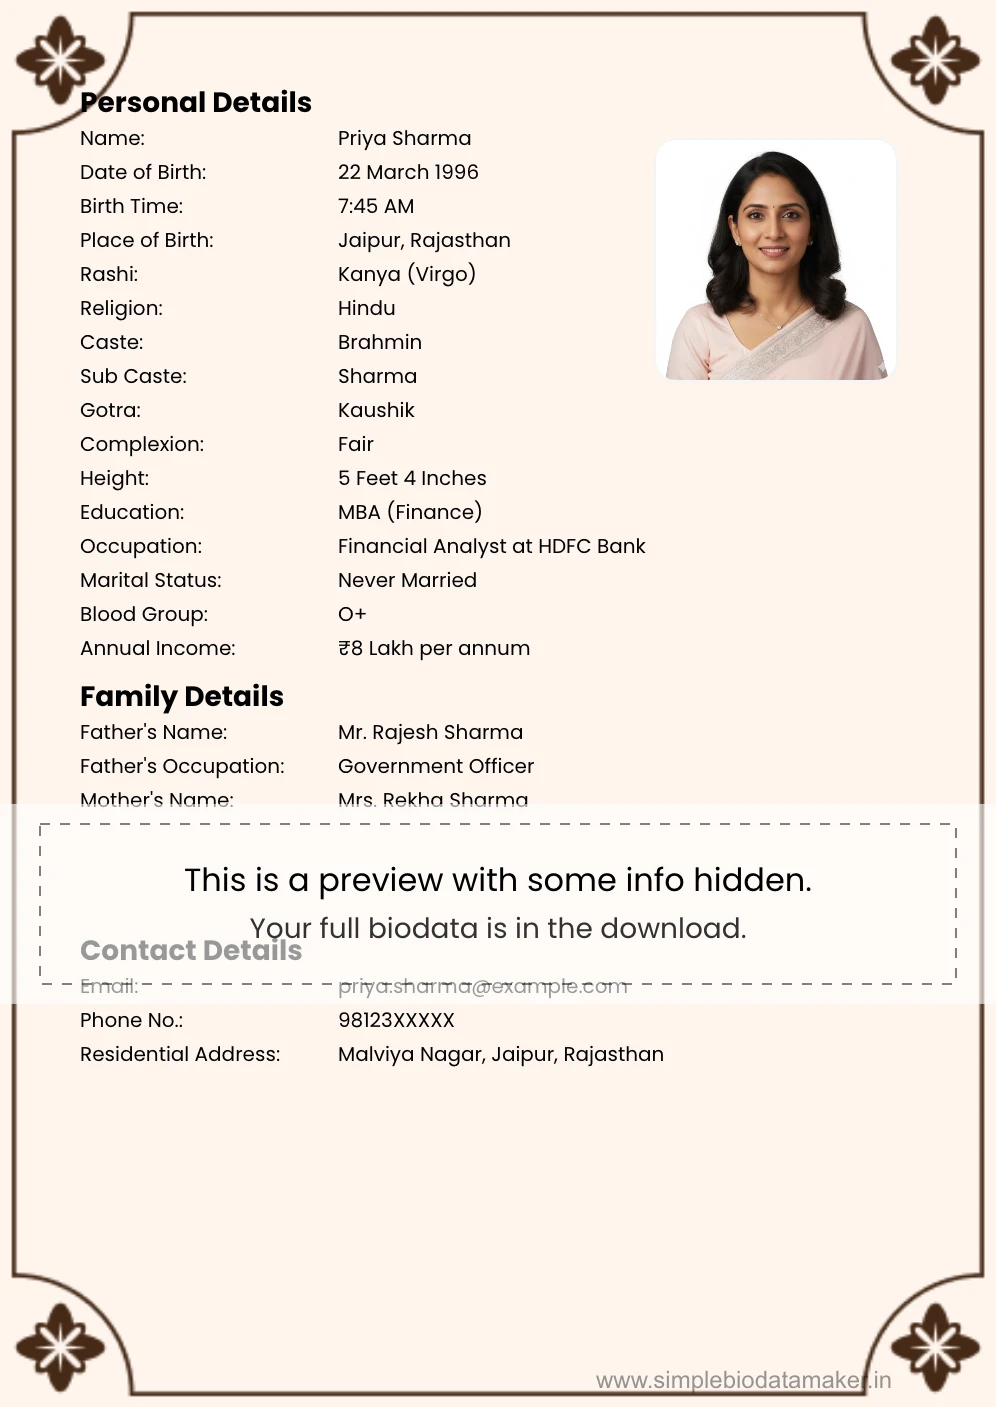 Personal Details
Name: Priya Sharma
Date of Birth: 22 March 1996
Birth Time: 7:45 AM
Place of Birth: Jaipur, Rajasthan
Rashi: Kanya (Virgo)
Religion: Hindu
Caste: Brahmin
Sub Caste: Sharma
Gotra: Kaushik
Complexion: Fair
Height: 5 Feet 4 Inches
Education: MBA (Finance)
Occupation: Financial Analyst at HDFC Bank
Marital Status: Never Married
Blood Group: O+
Annual Income: ₹8 Lakh per annum
Family Details
Father's Name: Mr. Rajesh Sharma
Father's Occupation: Government Officer
Mother's Name: Mrs. Rekha Sharma
This is a preview with some info hidden.
Your full biodata is in the download.
Contact Details
Email: priya.sharma@example.com
Phone No.: 98123XXXXX
Residential Address: Malviya Nagar, Jaipur, Rajasthan
www.simplebiodatamaker.in